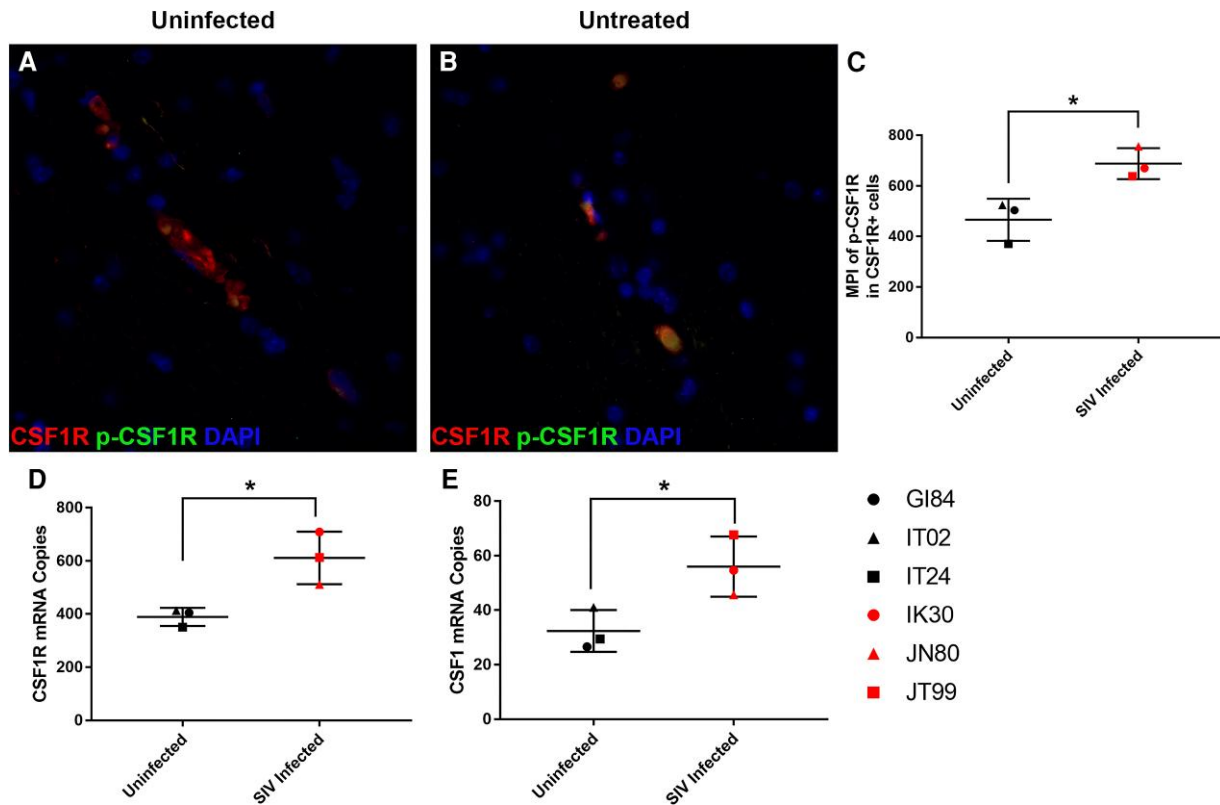 Uninfected
Untreated
A
B
C
CSF1R p-CSF1R DAPI
CSF1R p-CSF1R DAPI
MPI of p-CSF1R
in CSF1R+ cells
*
800
600
400
200
0
Uninfected
SIV Infected
D
CSF1R mRNA Copies
*
800
600
400
200
0
Uninfected
SIV Infected
E
CSF1 mRNA Copies
*
80
60
40
20
0
Uninfected
SIV Infected
GI84
IT02
IT24
IK30
JN80
JT99